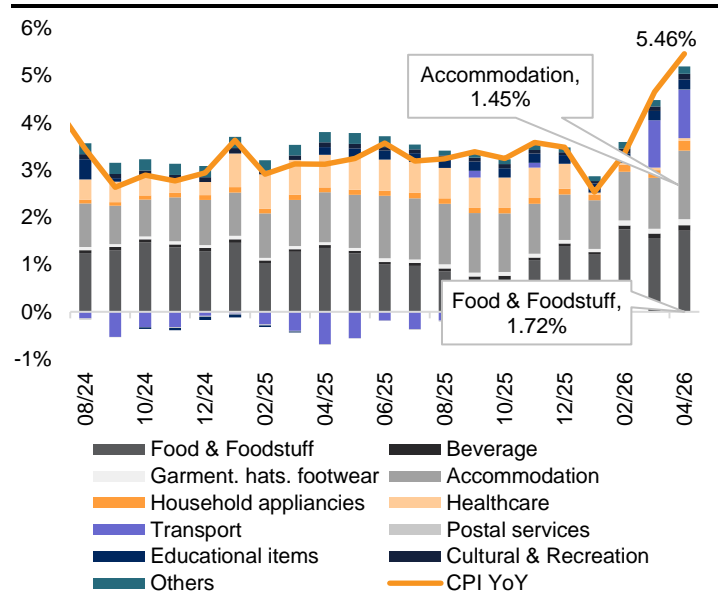 6%
5%
4%
3%
2%
1%
0%
-1%
5.46%
Accommodation,
1.45%
Food & Foodstuff,
1.72%
08/24
10/24
12/24
02/25
04/25
06/25
08/25
10/25
12/25
02/26
04/26
Food & Foodstuff
Beverage
Garment. hats. footwear
Accommodation
Household appliancies
Healthcare
Transport
Postal services
Educational items
Cultural & Recreation
Others
CPI YoY